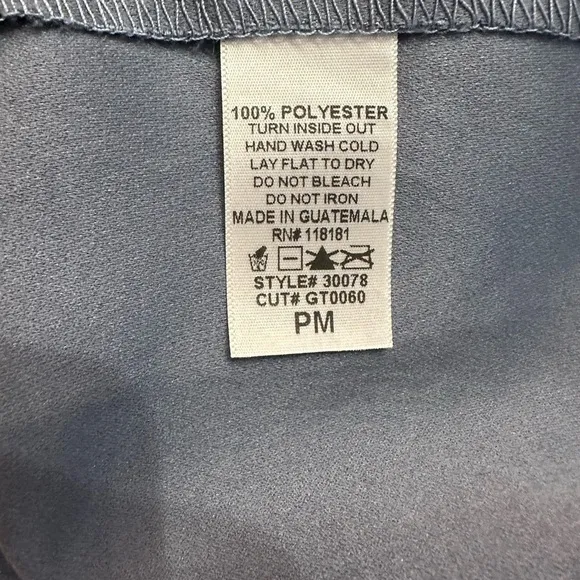 100% POLYESTER
TURN INSIDE OUT
HAND WASH COLD
LAY FLAT TO DRY
DO NOT BLEACH
DO NOT IRON
MADE IN GUATEMALA
RN# 118181
STYLE# 30078
CUT# GT0060
PM